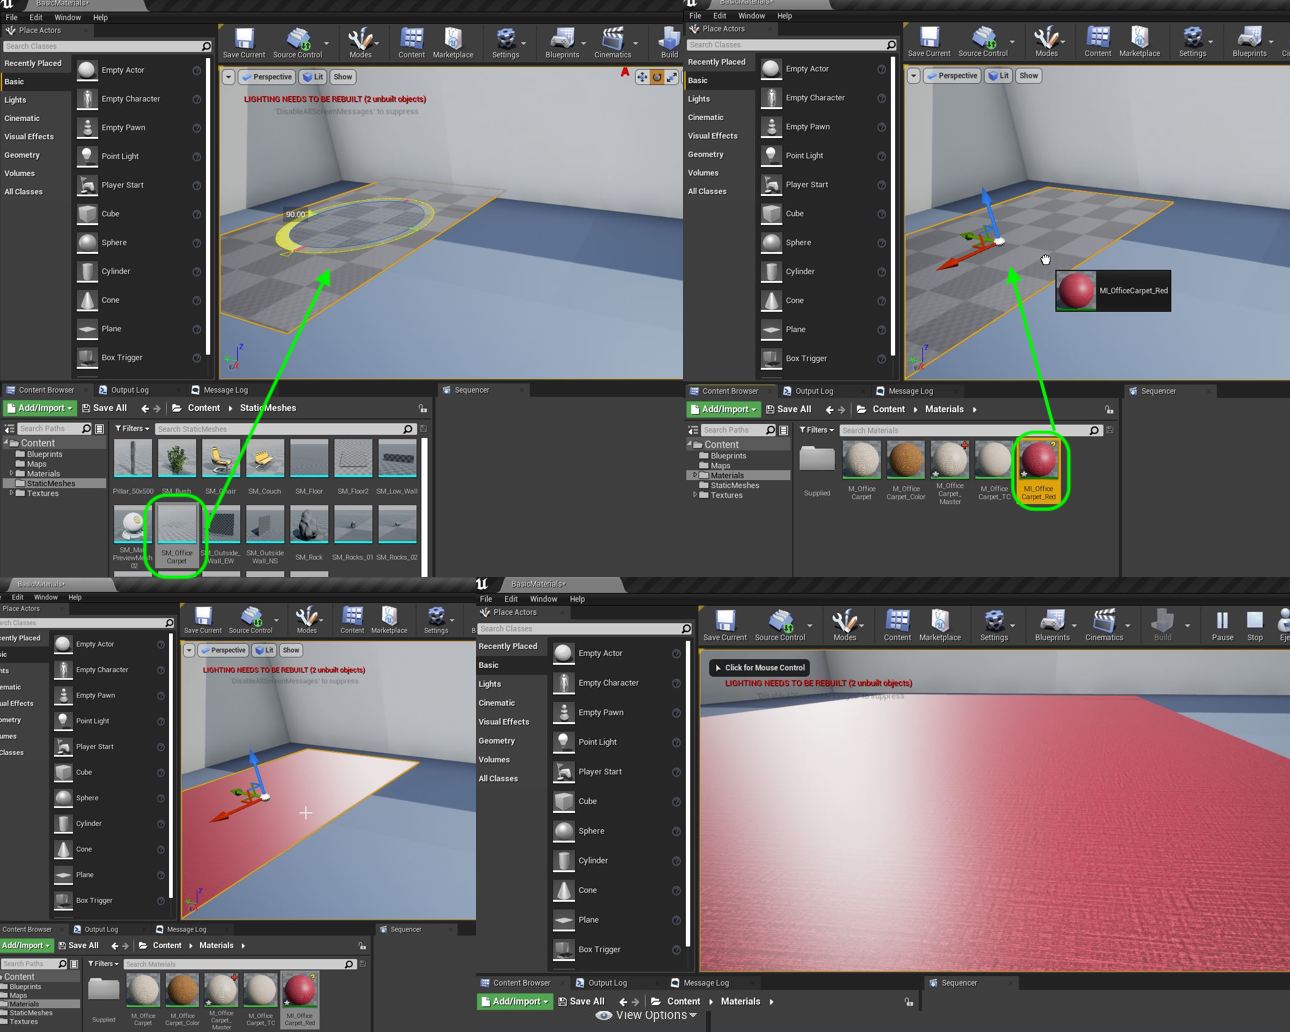 BasicMaterials*
File Edit Window Help
Place Actors
Search Classes
Recently Placed
Basic
Lights
Cinematic
Visual Effects
Geometry
Volumes
All Classes
Empty Actor
Empty Character
Empty Pawn
Point Light
Player Start
Cube
Sphere
Cylinder
Cone
Plane
Box Trigger
Save Current Source Control Modes Content Marketplace Settings Blueprints Cinematics Build
Perspective Lit Show
A
LIGHTING NEEDS TO BE REBUILT (2 unbuilt objects)
'DisableAllScreenMessages' to suppress
90.00
Z
Content Browser Output Log Message Log Sequencer
Add/Import Save All Content StaticMeshes
Search Paths Filters Search StaticMeshes
Content
Blueprints
Maps
Materials
StaticMeshes
Textures
Pillar_50x500 SM_Bush SM_Chair SM_Couch SM_Floor SM_Floor2 SM_Low_Wall
SM_Ma
PreviewMesh
02
SM_Office
Carpet
SM_Outside_
Wall_EW
SM_Outside
Wall_NS
SM_Rock SM_Rocks_01 SM_Rocks_02
BasicMaterials*
File Edit Window Help
Place Actors
Search Classes
Recently Placed
Basic
Lights
Cinematic
Visual Effects
Geometry
Volumes
All Classes
Empty Actor
Empty Character
Empty Pawn
Point Light
Player Start
Cube
Sphere
Cylinder
Cone
Plane
Box Trigger
Save Current Source Control Modes Content Marketplace Settings Blueprints Ci
Perspective Lit Show
MI_OfficeCarpet_Red
Z
Content Browser Output Log Message Log Sequencer
Add/Import Save All Content Materials
Search Paths Filters Search Materials
Content
Blueprints
Maps
Materials
StaticMeshes
Textures
Supplied
M_Office
Carpet
M_Office
Carpet_Color
M_Office
Carpet_
Master
M_Office
Carpet_TC
MI_Office
Carpet_Red
BasicMaterials*
e Edit Window Help
Place Actors
earch Classes
cently Placed
sic
hts
ematic
ual Effects
ometry
umes
Classes
Empty Actor
Empty Character
Empty Pawn
Point Light
Player Start
Cube
Sphere
Cylinder
Cone
Plane
Box Trigger
Save Current Source Control Modes Content Marketplace Settings B
Perspective Lit Show
LIGHTING NEEDS TO BE REBUILT (2 unbuilt objects)
'DisableAllScreenMessages' to suppress
Z
Content Browser Output Log Message Log Sequencer
Add/Import Save All Content Materials
Search Paths Filters Search Materials
Content
Blueprints
Maps
Materials
StaticMeshes
Textures
Supplied
M_Office
Carpet
M_Office
Carpet_Color
M_Office
Carpet_
Master
M_Office
Carpet_TC
MI_Office
Carpet_Red
BasicMaterials*
File Edit Window Help
Place Actors
Search Classes
Recently Placed
Basic
Lights
Cinematic
Visual Effects
Geometry
Volumes
All Classes
Empty Actor
Empty Character
Empty Pawn
Point Light
Player Start
Cube
Sphere
Cylinder
Cone
Plane
Box Trigger
Save Current Source Control Modes Content Marketplace Settings Blueprints Cinematics Build Pause Stop Eje
Click for Mouse Control
LIGHTING NEEDS TO BE REBUILT (2 unbuilt objects)
Content Browser Output Log Message Log Sequencer
Add/Import Save All Content Materials
View Options